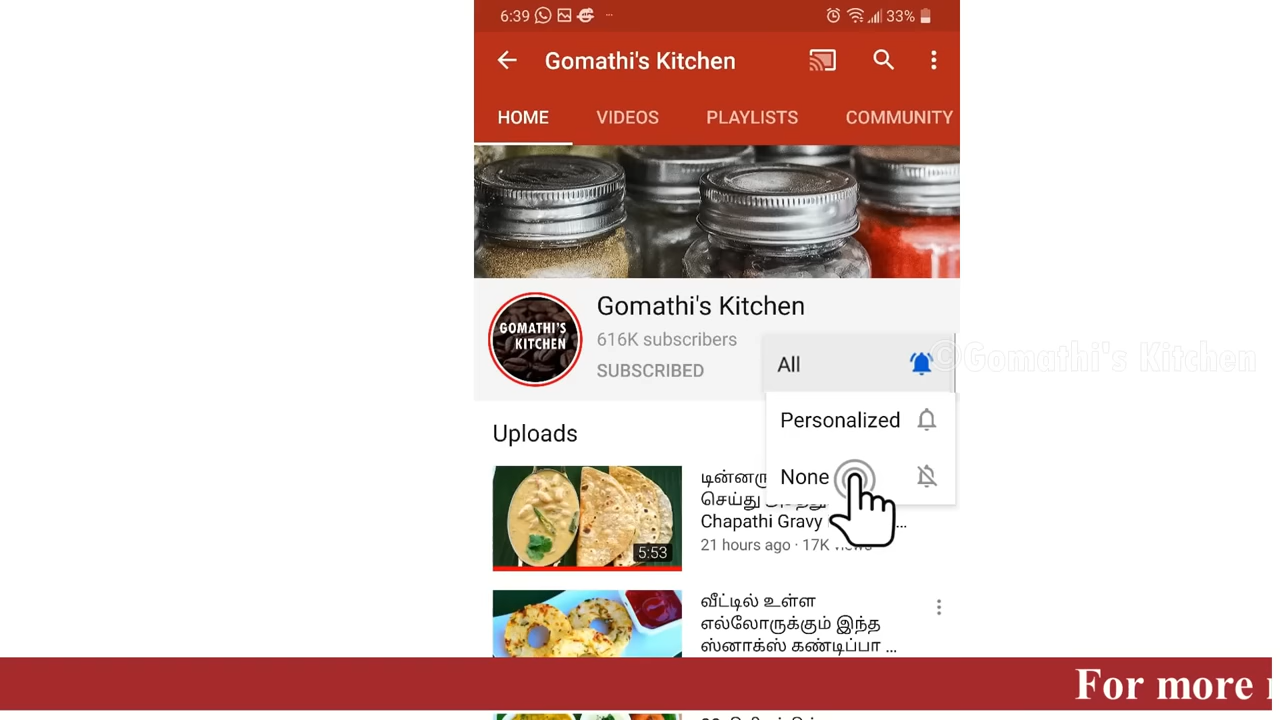 6:39
33%
Gomathi's Kitchen
HOME VIDEOS PLAYLISTS COMMUNITY
GOMATHI'S
KITCHEN
Gomathi's Kitchen
616K subscribers
SUBSCRIBED
All
©Gomathi's Kitchen
Personalized
None
Uploads
5:53
Chapathi Gravy
...
21 hours ago · 17K views
வீட்டில் உள்ள
எல்லோருக்கும் இந்த
ஸ்னாக்ஸ் கண்டிப்பா ...
For more